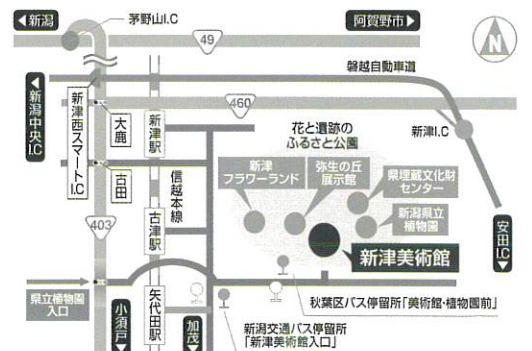 ◀新潟
茅野山I.C
49
阿賀野市▶
N
磐越自動車道
◀新潟中央I.C
新津西スマートI.C
大鹿
新津駅
460
花と遺跡の
ふるさと公園
新津I.C
新津
フラワーランド
弥生の丘
展示館
県埋蔵文化財
センター
新潟県立
植物園
古田
信越本線
403
古津駅
新津美術館
安田I.C▶
県立植物園
入口
小須戸▶
矢代田駅
加茂▶
秋葉区バス停留所「美術館・植物園前」
新潟交通バス停留所
「新津美術館入口」